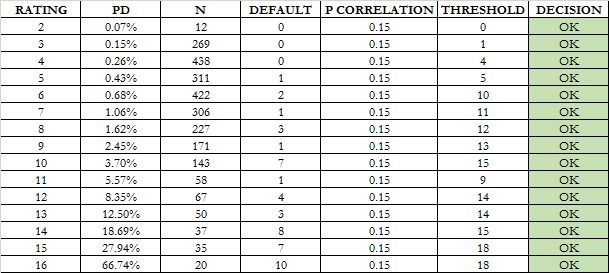 RATING PD N DEFAULT P CORRELATION THRESHOLD DECISION
2 0.07% 12 0 0.15 0 OK
3 0.15% 269 0 0.15 1 OK
4 0.26% 438 0 0.15 4 OK
5 0.43% 311 1 0.15 5 OK
6 0.68% 422 2 0.15 10 OK
7 1.06% 306 1 0.15 11 OK
8 1.62% 227 3 0.15 12 OK
9 2.45% 171 1 0.15 13 OK
10 3.70% 143 7 0.15 15 OK
11 5.57% 58 1 0.15 9 OK
12 8.35% 67 4 0.15 14 OK
13 12.50% 50 3 0.15 14 OK
14 18.69% 37 8 0.15 15 OK
15 27.94% 35 7 0.15 18 OK
16 66.74% 20 10 0.15 18 OK